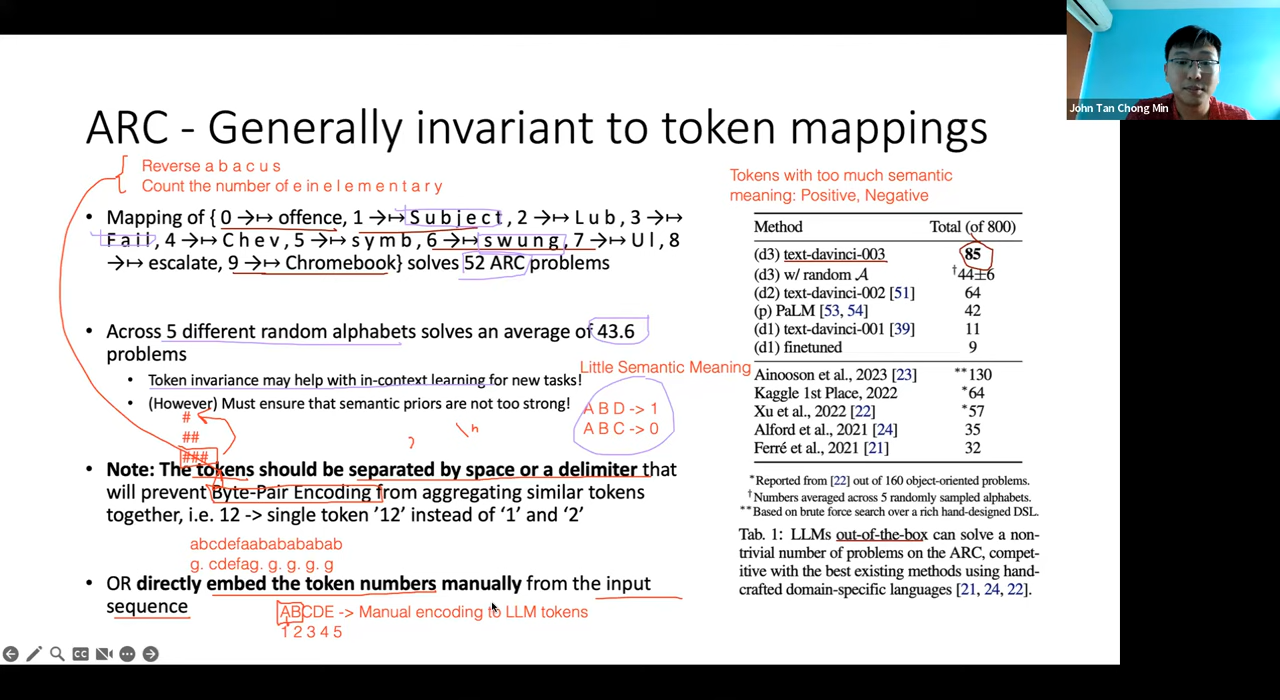 John Tan Chong Min
ARC - Generally invariant to token mappings
Reverse a b a c u s
Count the number of e in e l e m e n t a r y
• Mapping of { 0 →↦ offence, 1 →↦ S u b j e c t , 2 →↦ L u b , 3 →↦
F a i l , 4 →↦ C h e v , 5 →↦ s y m b , 6 →↦ s w u n g , 7 →↦ U l , 8
→↦ escalate, 9 →↦ Chromebook} solves 52 ARC problems
• Across 5 different random alphabets solves an average of 43.6
problems
• Token invariance may help with in-context learning for new tasks!
• (However) Must ensure that semantic priors are not too strong!
#
##
###
\n
Little Semantic Meaning
A B D -> 1
A B C -> 0
• Note: The tokens should be separated by space or a delimiter that
will prevent Byte-Pair Encoding from aggregating similar tokens
together, i.e. 12 -> single token '12' instead of '1' and '2'
abcdefaabababababab
g. cdefag. g. g. g. g
• OR directly embed the token numbers manually from the input
sequence
ABCDE -> Manual encoding to LLM tokens
1 2 3 4 5
Tokens with too much semantic
meaning: Positive, Negative
Method Total (of 800)
(d3) text-davinci-003 85
(d3) w/ random 𝒜 †44±6
(d2) text-davinci-002 [51] 64
(p) PaLM [53, 54] 42
(d1) text-davinci-001 [39] 11
(d1) finetuned 9
Ainooson et al., 2023 [23] **130
Kaggle 1st Place, 2022 *64
Xu et al., 2022 [22] *57
Alford et al., 2021 [24] 35
Ferré et al., 2021 [21] 32
*Reported from [22] out of 160 object-oriented problems.
†Numbers averaged across 5 randomly sampled alphabets.
**Based on brute force search over a rich hand-designed DSL.
Tab. 1: LLMs out-of-the-box can solve a non-
trivial number of problems on the ARC, compet-
itive with the best existing methods using hand-
crafted domain-specific languages [21, 24, 22].
CC